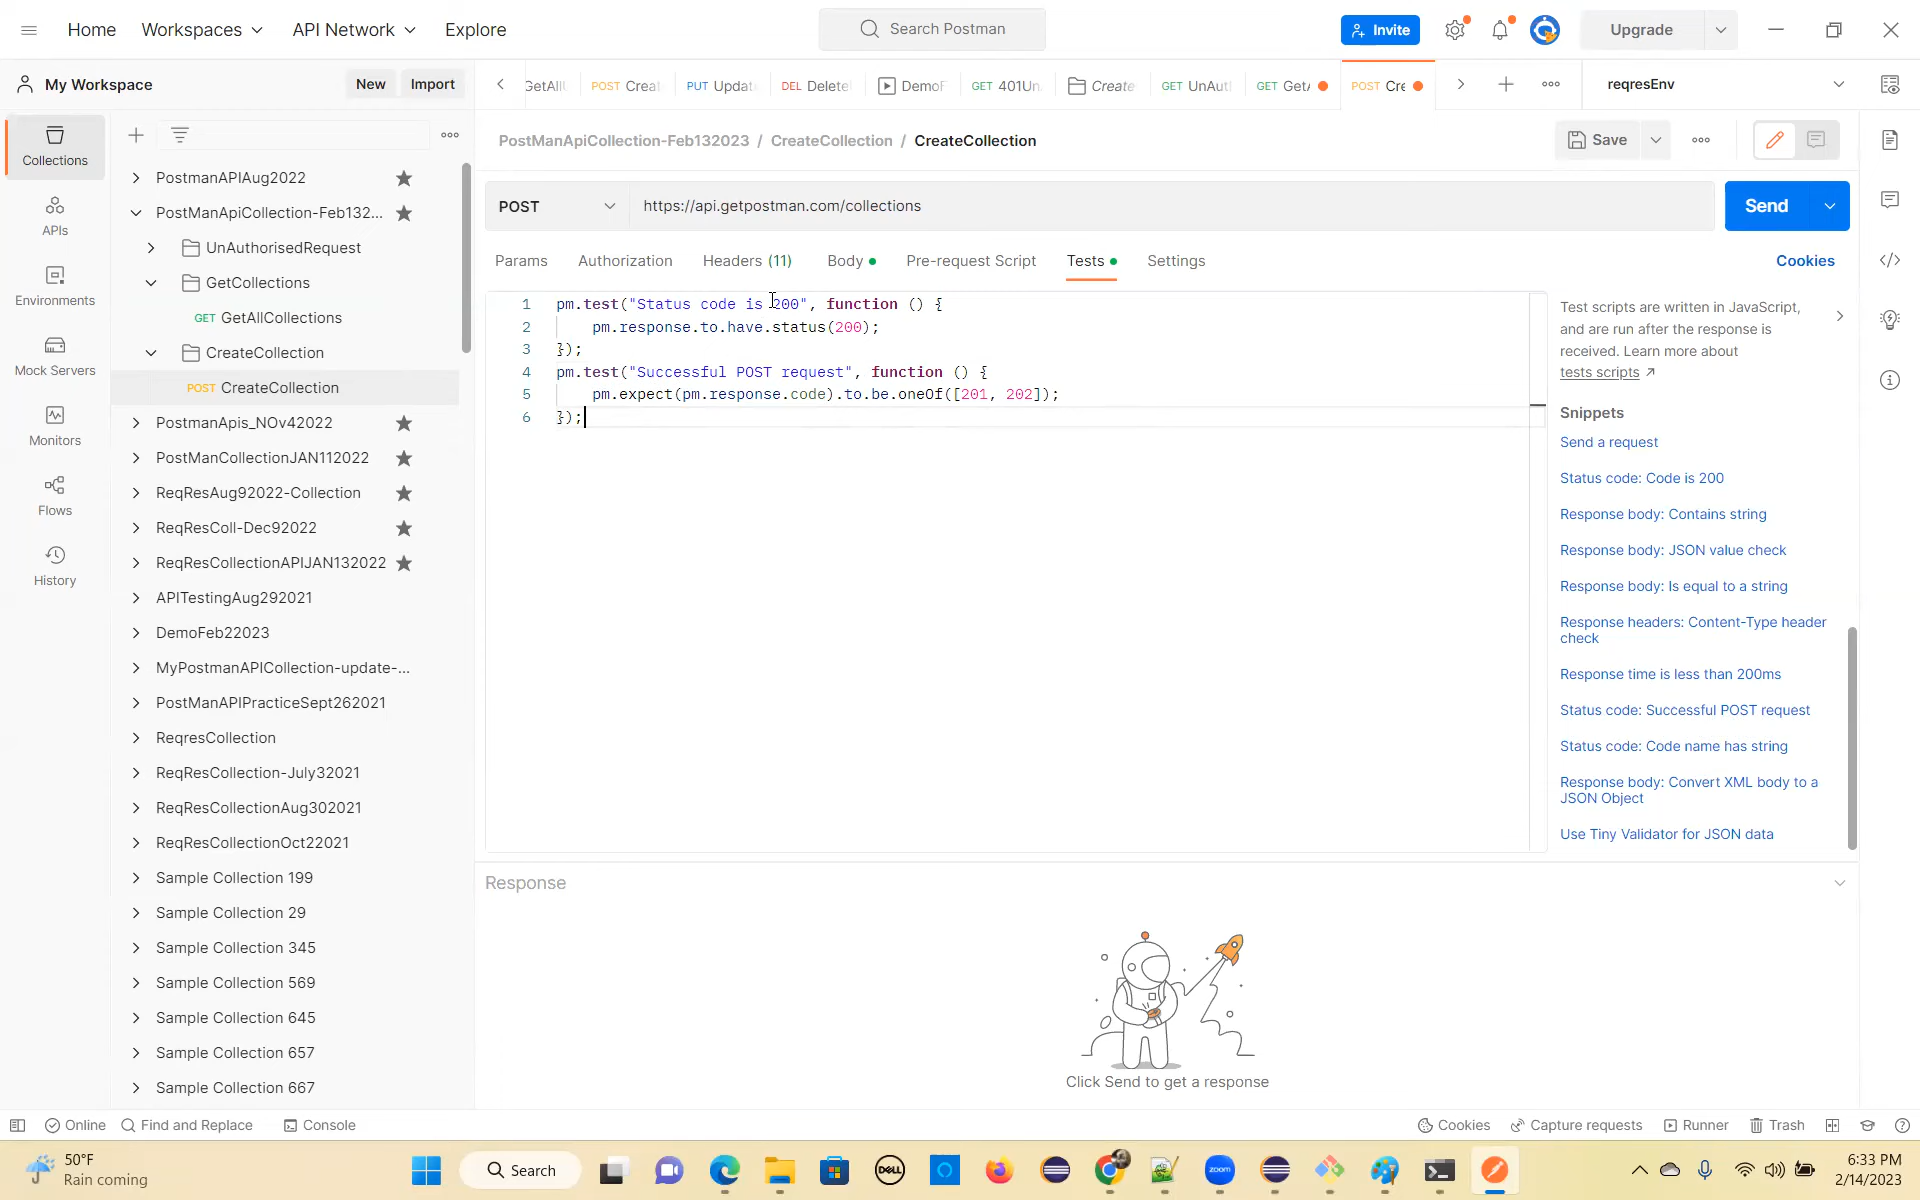 Home
Workspaces
API Network
Explore
Search Postman
Invite
Upgrade
My Workspace
New
Import
GetAll
POST Creat
PUT Updat
DEL Delete
Demo
GET 401Un
Create
GET UnAut
GET GetA
POST Cre
reqresEnv
Collections
APIs
Environments
Mock Servers
Monitors
Flows
History
PostmanAPIAug2022
PostManApiCollection-Feb132...
UnAuthorisedRequest
GetCollections
GET GetAllCollections
CreateCollection
POST CreateCollection
PostmanApis_NOv42022
PostManCollectionJAN112022
ReqResAug92022-Collection
ReqResColl-Dec92022
ReqResCollectionAPIJAN132022
APITestingAug292021
DemoFeb22023
MyPostmanAPICollection-update-...
PostManAPIPracticeSept262021
ReqresCollection
ReqResCollection-July32021
ReqResCollectionAug302021
ReqResCollectionOct22021
Sample Collection 199
Sample Collection 29
Sample Collection 345
Sample Collection 569
Sample Collection 645
Sample Collection 657
Sample Collection 667
PostManApiCollection-Feb132023 / CreateCollection / CreateCollection
Save
POST
https://api.getpostman.com/collections
Send
Params
Authorization
Headers (11)
Body
Pre-request Script
Tests
Settings
Cookies
1 pm.test("Status code is 200", function () {
2 pm.response.to.have.status(200);
3 });
4 pm.test("Successful POST request", function () {
5 pm.expect(pm.response.code).to.be.oneOf([201, 202]);
6 });
Test scripts are written in JavaScript,
and are run after the response is
received. Learn more about
tests scripts
Snippets
Send a request
Status code: Code is 200
Response body: Contains string
Response body: JSON value check
Response body: Is equal to a string
Response headers: Content-Type header
check
Response time is less than 200ms
Status code: Successful POST request
Status code: Code name has string
Response body: Convert XML body to a
JSON Object
Use Tiny Validator for JSON data
Response
Click Send to get a response
Online
Find and Replace
Console
Cookies
Capture requests
Runner
Trash
50°F
Rain coming
Search
DELL
zoom
6:33 PM
2/14/2023